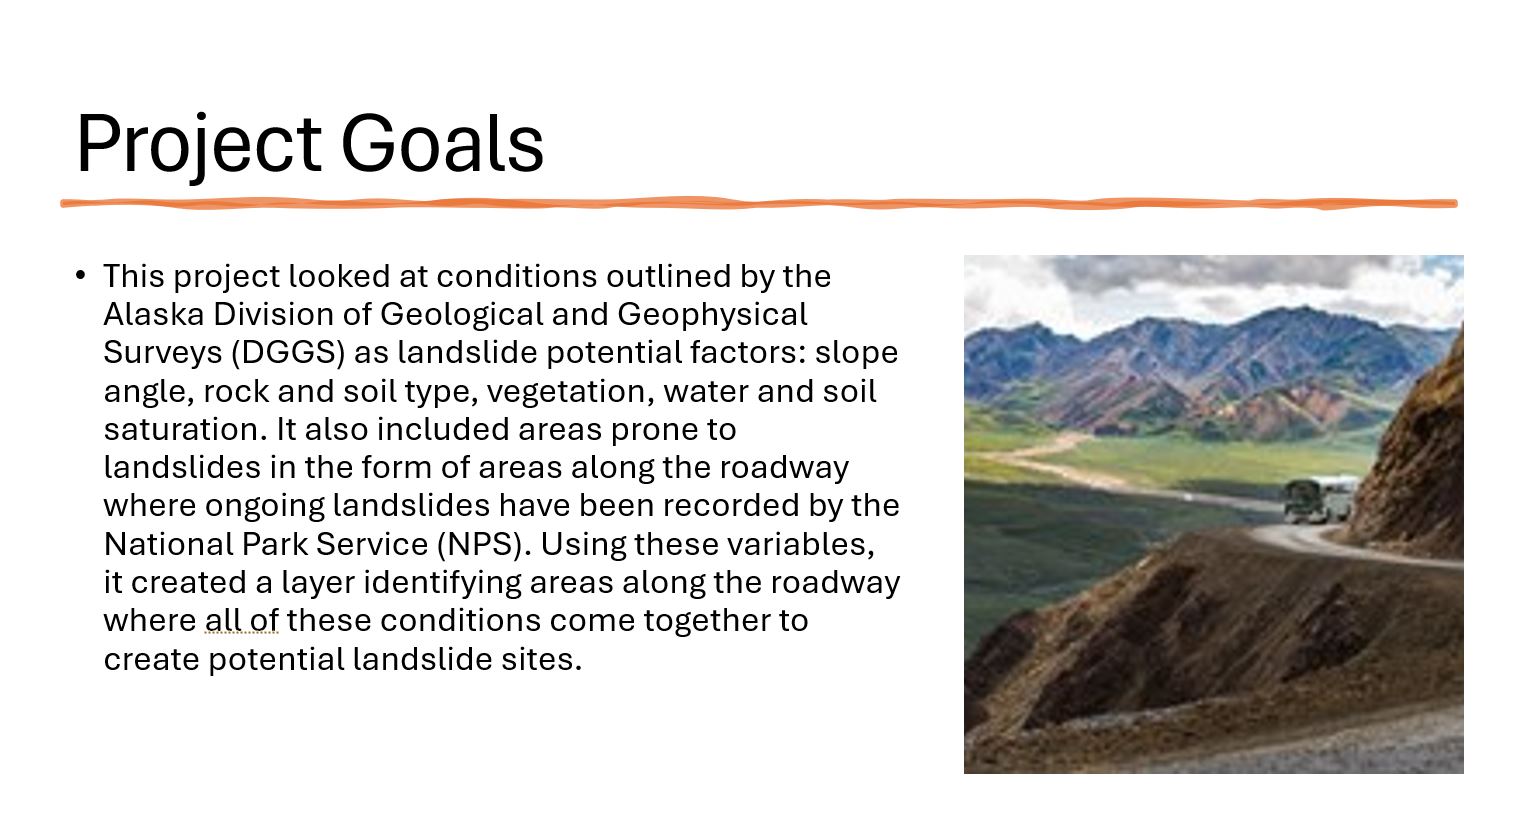 Project Goals
• This project looked at conditions outlined by the
Alaska Division of Geological and Geophysical
Surveys (DGGS) as landslide potential factors: slope
angle, rock and soil type, vegetation, water and soil
saturation. It also included areas prone to
landslides in the form of areas along the roadway
where ongoing landslides have been recorded by the
National Park Service (NPS). Using these variables,
it created a layer identifying areas along the roadway
where all of these conditions come together to
create potential landslide sites.